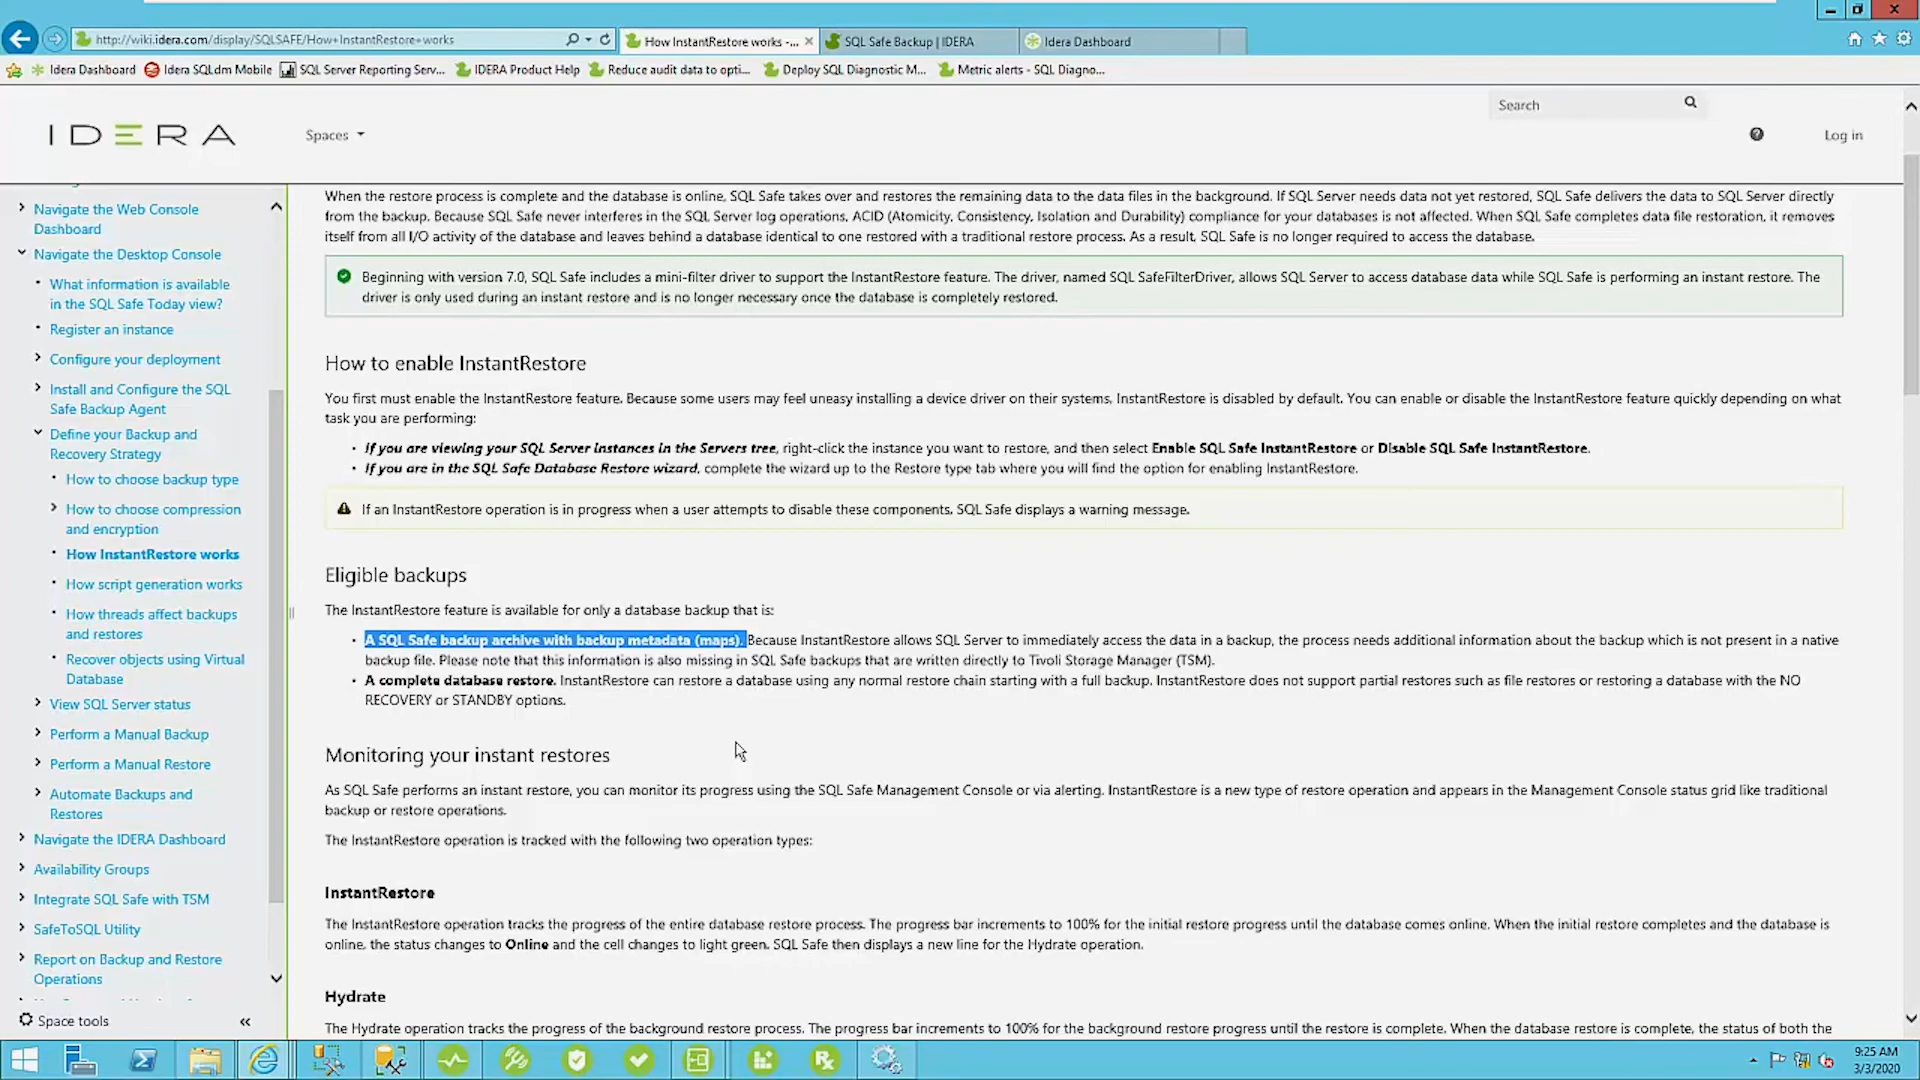 http://wiki.idera.com/display/SQLSAFE/How+InstantRestore+works
How InstantRestore works -...
SQL Safe Backup | IDERA
Idera Dashboard
Idera Dashboard
Idera SQLdm Mobile
SQL Server Reporting Serv...
IDERA Product Help
Reduce audit data to opti...
Deploy SQL Diagnostic M...
Metric alerts - SQL Diagno...
IDERA
Spaces
Search
Log in
Navigate the Web Console
Dashboard
Navigate the Desktop Console
What information is available
in the SQL Safe Today view?
Register an instance
Configure your deployment
Install and Configure the SQL
Safe Backup Agent
Define your Backup and
Recovery Strategy
How to choose backup type
How to choose compression
and encryption
How InstantRestore works
How script generation works
How threads affect backups
and restores
Recover objects using Virtual
Database
View SQL Server status
Perform a Manual Backup
Perform a Manual Restore
Automate Backups and
Restores
Navigate the IDERA Dashboard
Availability Groups
Integrate SQL Safe with TSM
SafeToSQL Utility
Report on Backup and Restore
Operations
Space tools
When the restore process is complete and the database is online, SQL Safe takes over and restores the remaining data to the data files in the background. If SQL Server needs data not yet restored, SQL Safe delivers the data to SQL Server directly
from the backup. Because SQL Safe never interferes in the SQL Server log operations, ACID (Atomicity, Consistency, Isolation and Durability) compliance for your databases is not affected. When SQL Safe completes data file restoration, it removes
itself from all I/O activity of the database and leaves behind a database identical to one restored with a traditional restore process. As a result, SQL Safe is no longer required to access the database.
Beginning with version 7.0, SQL Safe includes a mini-filter driver to support the InstantRestore feature. The driver, named SQL SafeFilterDriver, allows SQL Server to access database data while SQL Safe is performing an instant restore. The
driver is only used during an instant restore and is no longer necessary once the database is completely restored.
How to enable InstantRestore
You first must enable the InstantRestore feature. Because some users may feel uneasy installing a device driver on their systems, InstantRestore is disabled by default. You can enable or disable the InstantRestore feature quickly depending on what
task you are performing:
If you are viewing your SQL Server instances in the Servers tree, right-click the instance you want to restore, and then select Enable SQL Safe InstantRestore or Disable SQL Safe InstantRestore.
If you are in the SQL Safe Database Restore wizard, complete the wizard up to the Restore type tab where you will find the option for enabling InstantRestore.
If an InstantRestore operation is in progress when a user attempts to disable these components, SQL Safe displays a warning message.
Eligible backups
The InstantRestore feature is available for only a database backup that is:
A SQL Safe backup archive with backup metadata (maps). Because InstantRestore allows SQL Server to immediately access the data in a backup, the process needs additional information about the backup which is not present in a native
backup file. Please note that this information is also missing in SQL Safe backups that are written directly to Tivoli Storage Manager (TSM).
A complete database restore. InstantRestore can restore a database using any normal restore chain starting with a full backup. InstantRestore does not support partial restores such as file restores or restoring a database with the NO
RECOVERY or STANDBY options.
Monitoring your instant restores
As SQL Safe performs an instant restore, you can monitor its progress using the SQL Safe Management Console or via alerting. InstantRestore is a new type of restore operation and appears in the Management Console status grid like traditional
backup or restore operations.
The InstantRestore operation is tracked with the following two operation types:
InstantRestore
The InstantRestore operation tracks the progress of the entire database restore process. The progress bar increments to 100% for the initial restore progress until the database comes online. When the initial restore completes and the database is
online, the status changes to Online and the cell changes to light green. SQL Safe then displays a new line for the Hydrate operation.
Hydrate
The Hydrate operation tracks the progress of the background restore process. The progress bar increments to 100% for the background restore progress until the restore is complete. When the database restore is complete, the status of both the
9:25 AM
3/3/2020